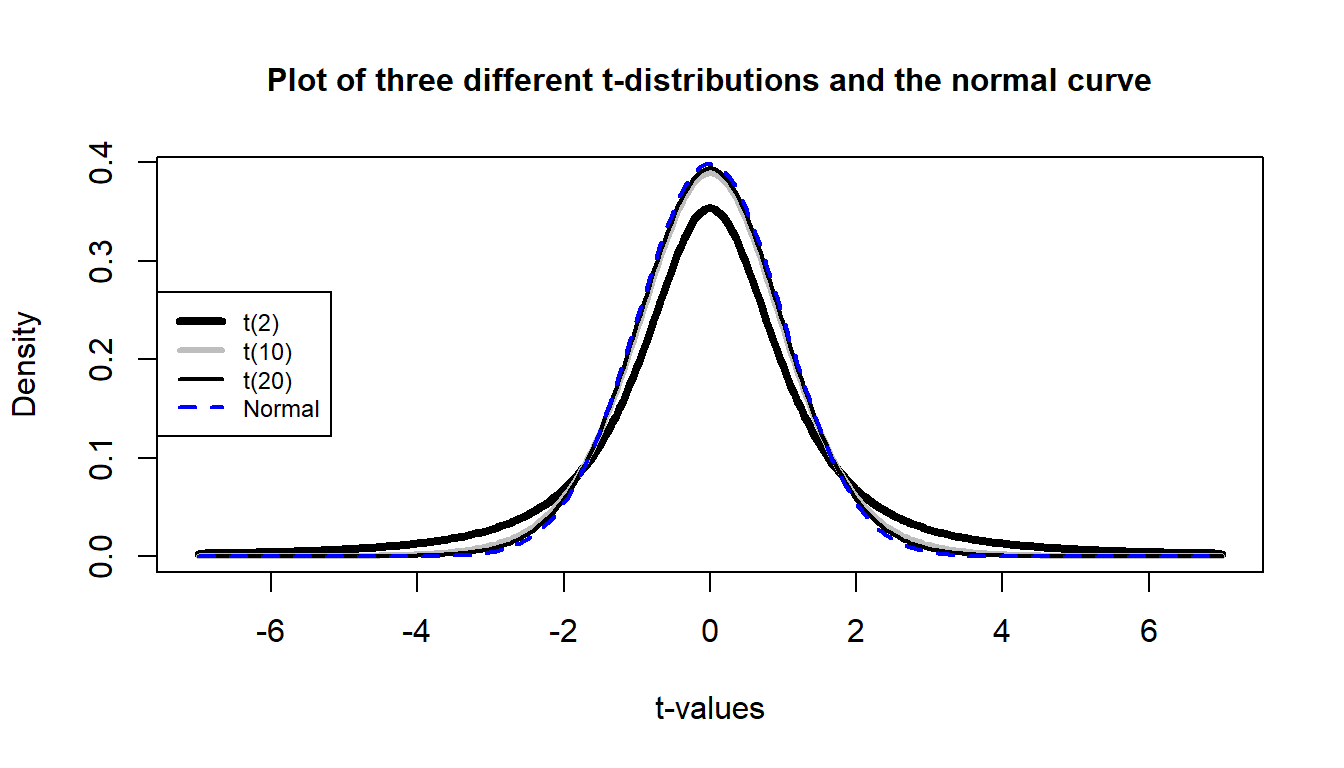 Plot of three different t-distributions and the normal curve
Density
0.4
0.3
0.2
0.1
0.0
t(2)
t(10)
t(20)
Normal
-6 -4 -2 0 2 4 6
t-values